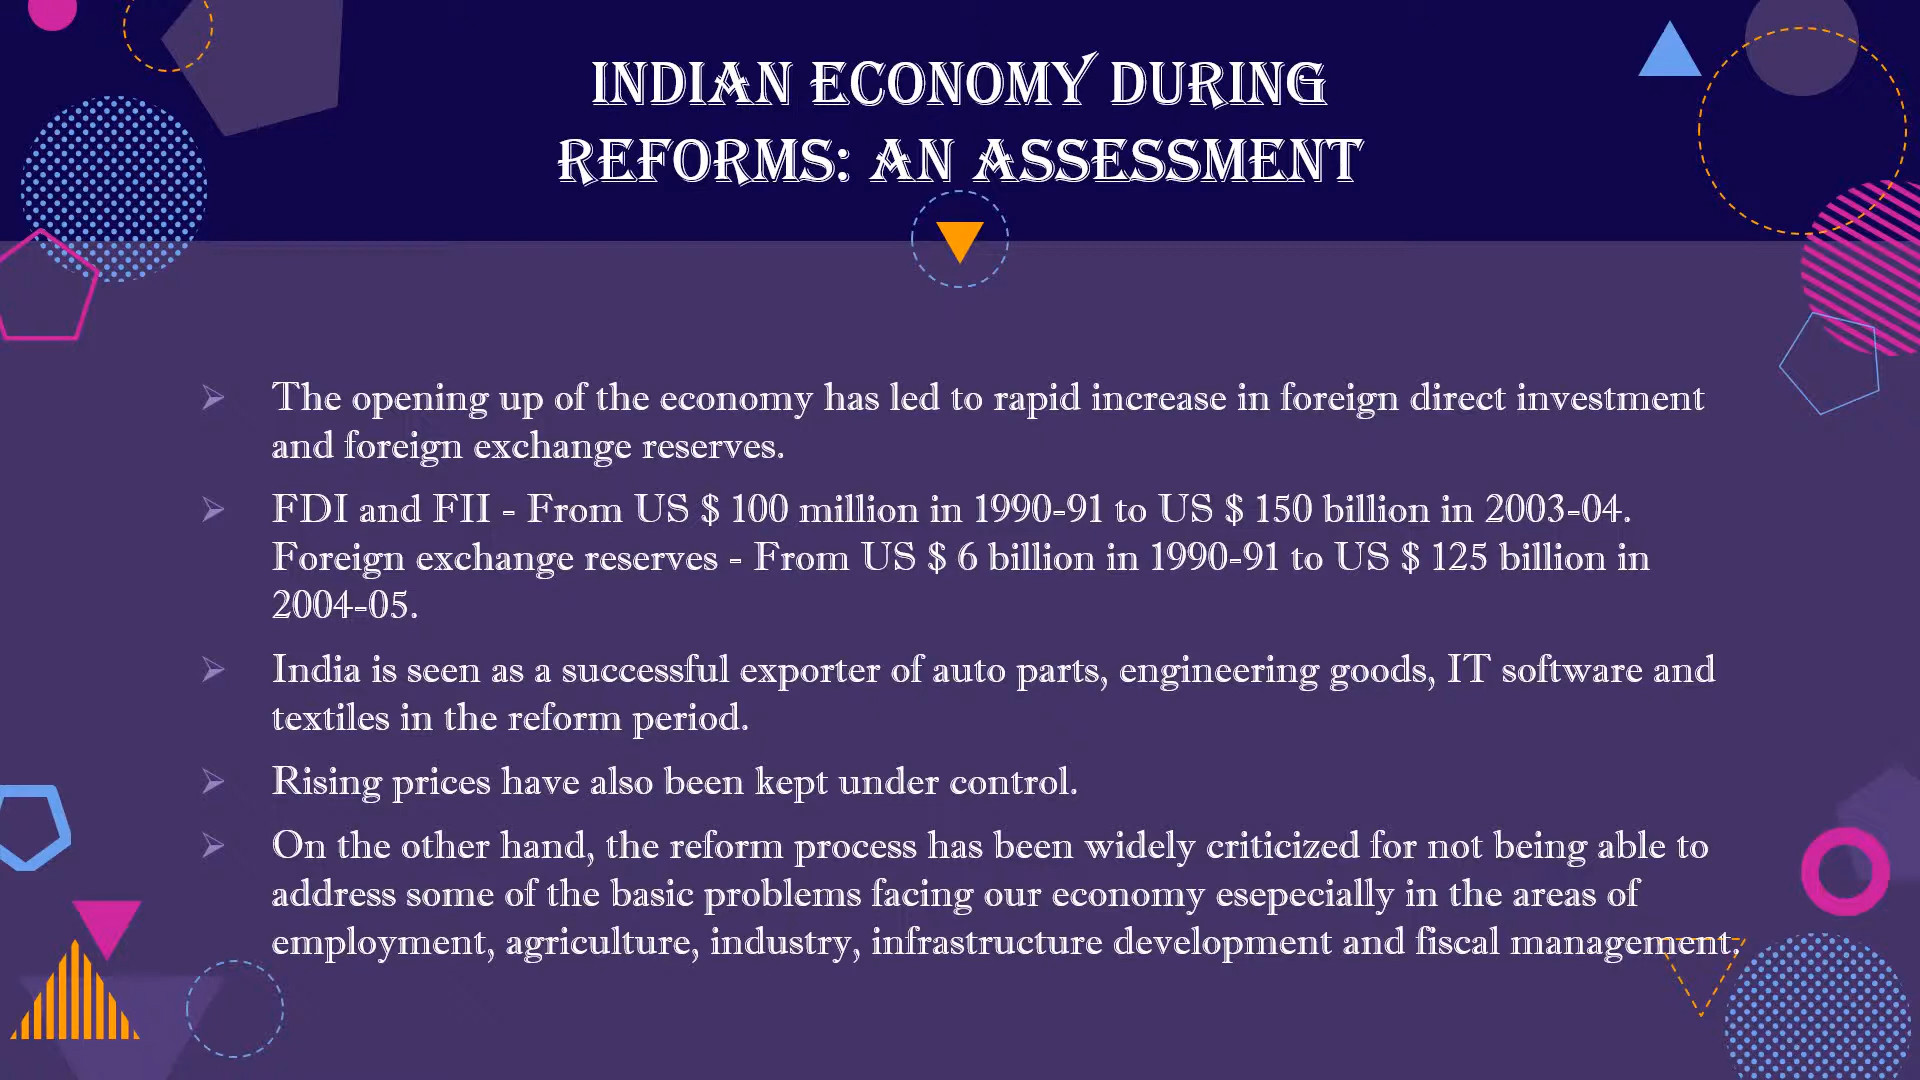 INDIAN ECONOMY DURING
REFORMS: AN ASSESSMENT
The opening up of the economy has led to rapid increase in foreign direct investment
and foreign exchange reserves.
FDI and FII - From US $ 100 million in 1990-91 to US $ 150 billion in 2003-04.
Foreign exchange reserves - From US $ 6 billion in 1990-91 to US $ 125 billion in
2004-05.
India is seen as a successful exporter of auto parts, engineering goods, IT software and
textiles in the reform period.
Rising prices have also been kept under control.
On the other hand, the reform process has been widely criticized for not being able to
address some of the basic problems facing our economy esepecially in the areas of
employment, agriculture, industry, infrastructure development and fiscal management.